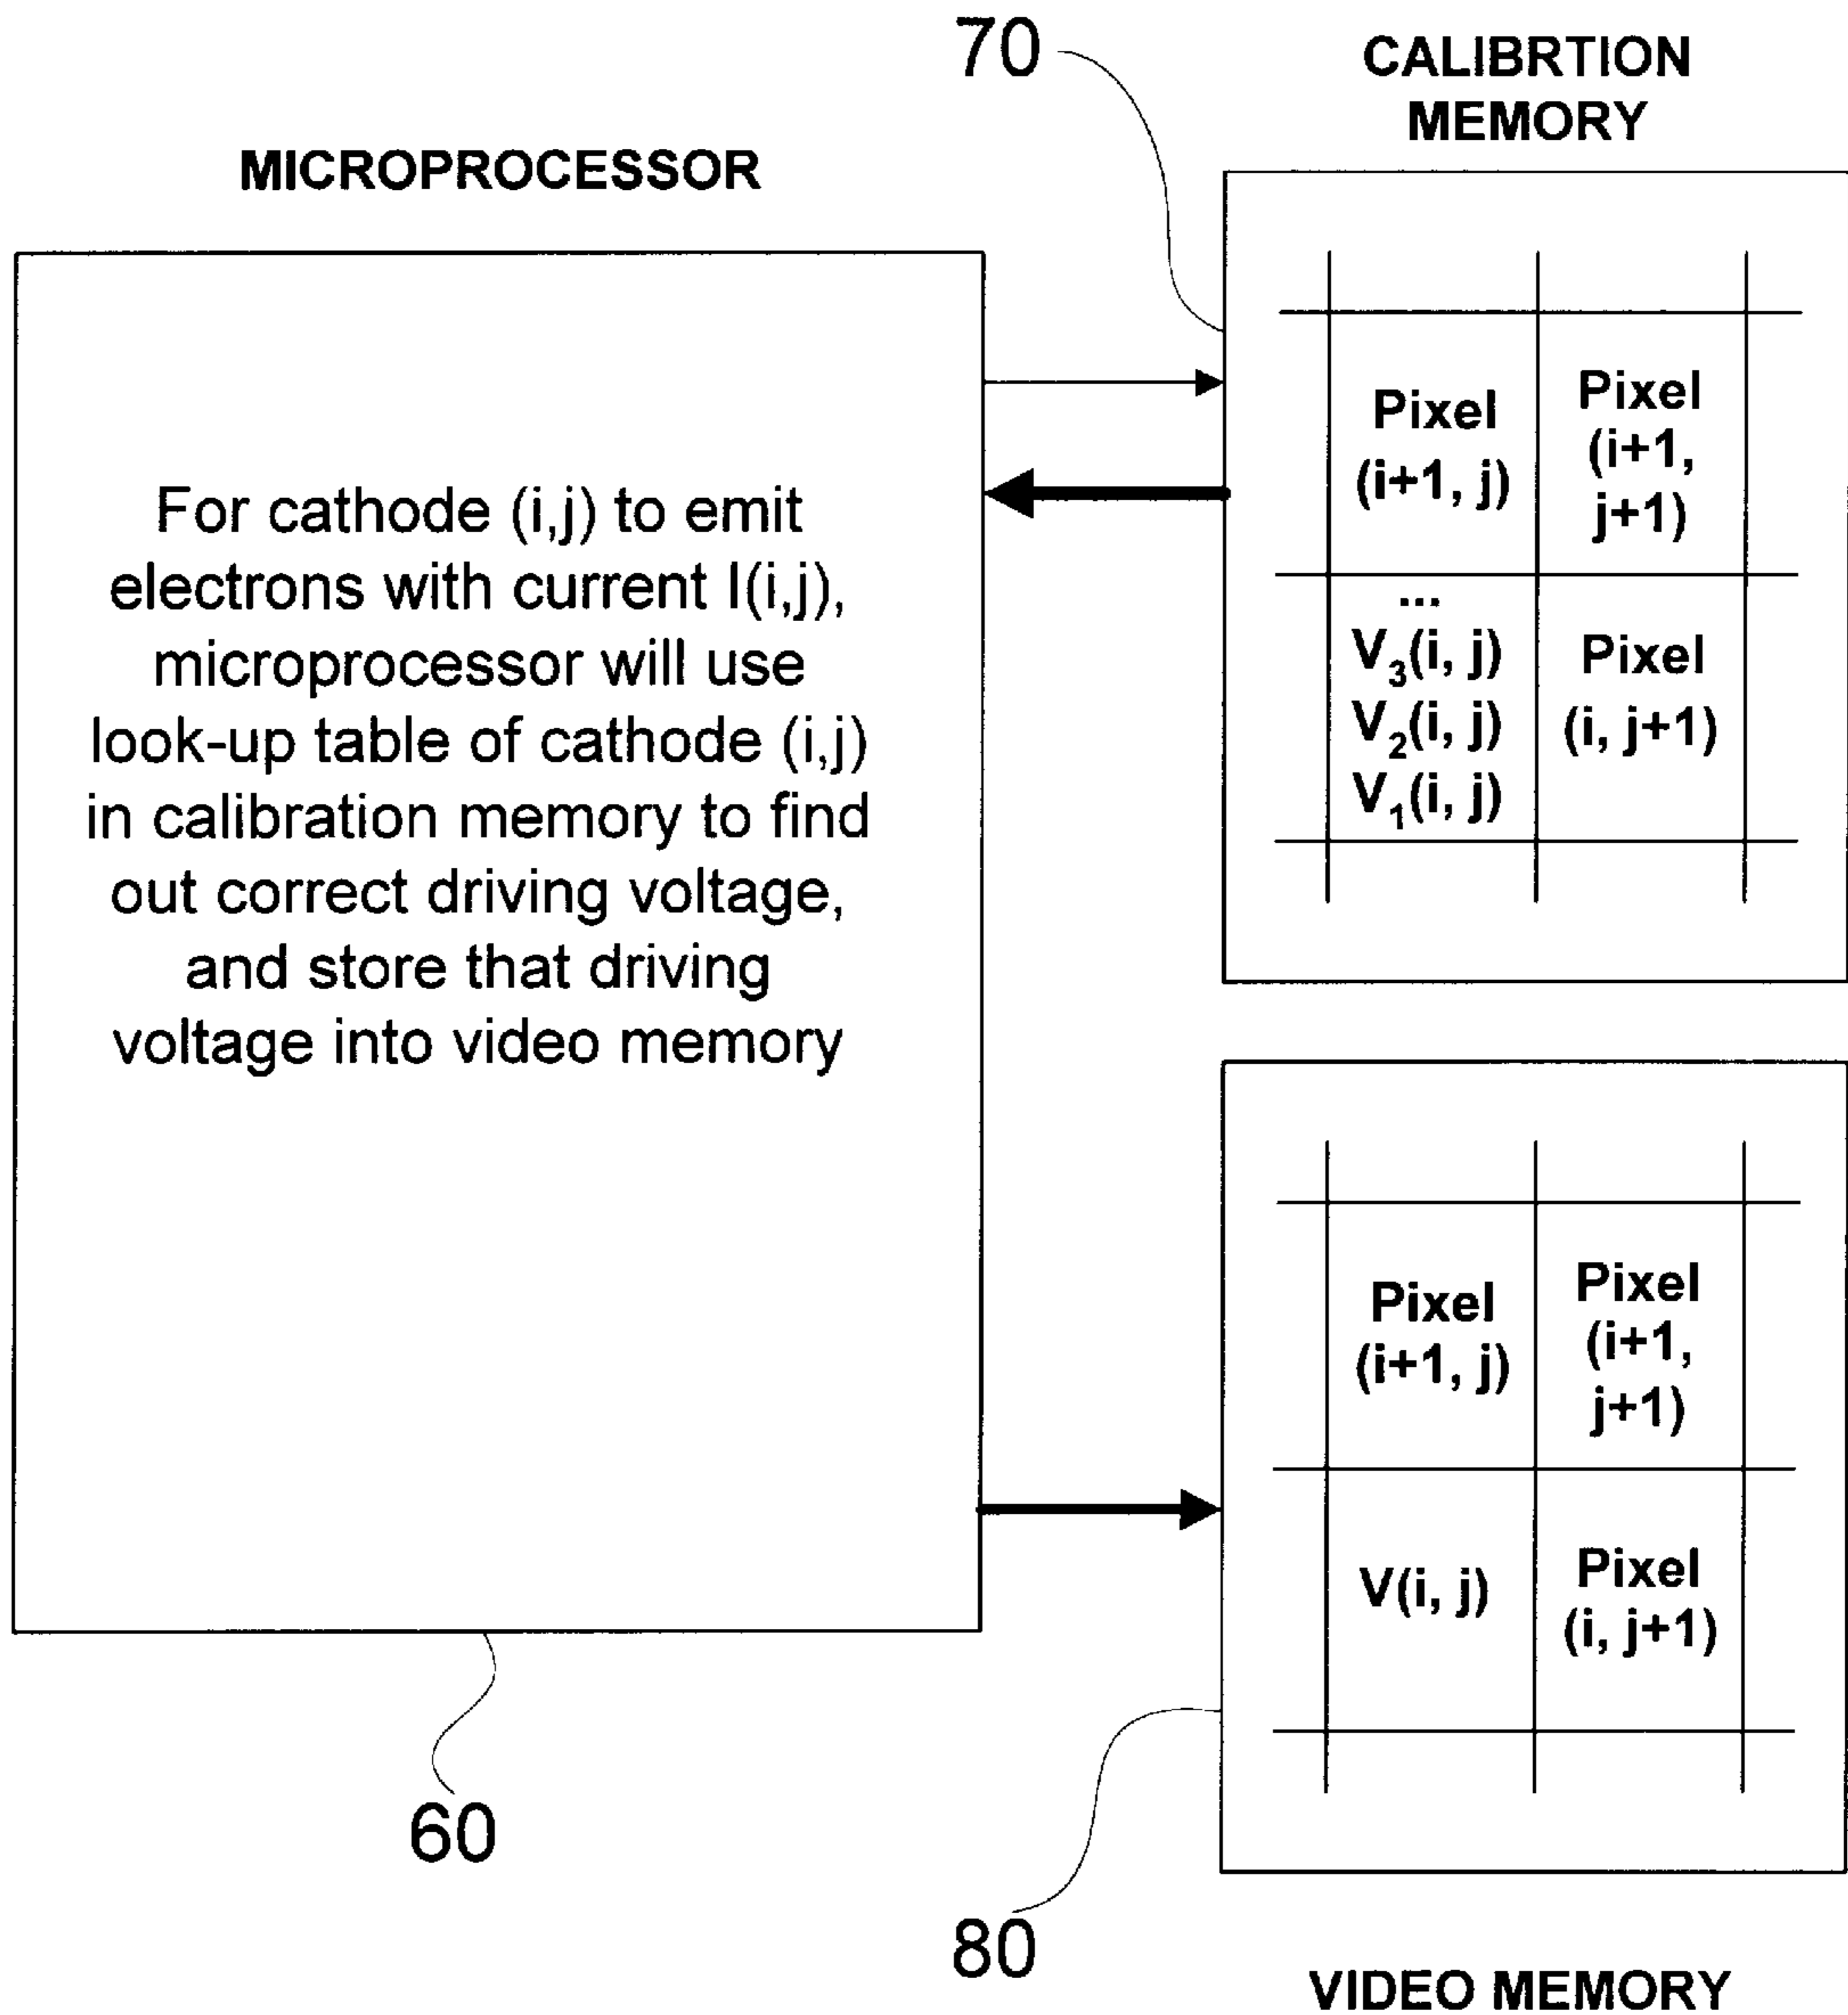 70
CALIBRTION
MEMORY
MICROPROCESSOR
For cathode (i,j) to emit
electrons with current I(i,j),
microprocessor will use
look-up table of cathode (i,j)
in calibration memory to find
out correct driving voltage,
and store that driving
voltage into video memory
Pixel
(i+1, j)
Pixel
(i+1,
j+1)
...
V₃(i, j)
V₂(i, j)
V₁(i, j)
Pixel
(i, j+1)
Pixel
(i+1, j)
Pixel
(i+1,
j+1)
V(i, j)
Pixel
(i, j+1)
60
80
VIDEO MEMORY